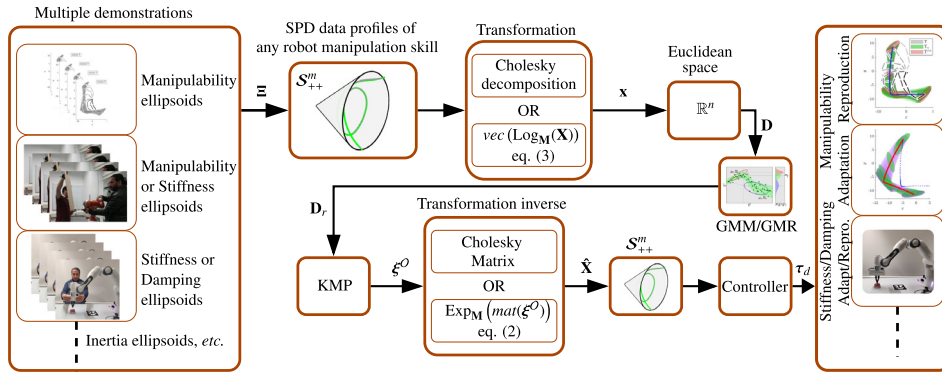 Multiple demonstrations
Manipulability
ellipsoids
Manipulability
or Stiffness
ellipsoids
Stiffness or
Damping
ellipsoids
Inertia ellipsoids, etc.
Ξ
SPD data profiles of
any robot manipulation skill
𝓢^m_{++}
Transformation
Cholesky
decomposition
OR
vec(Log_M(X))
eq. (3)
x
Euclidean
space
ℝ^n
D
GMM/GMR
D_r
KMP
ξ^O
Transformation inverse
Cholesky
Matrix
OR
Exp_M(mat(ξ^O))
eq. (2)
X̂
𝓢^m_{++}
Controller
τ_d
Manipulability
Reproduction
Adaptation
Stiffness/Damping
Adapt/Repro.